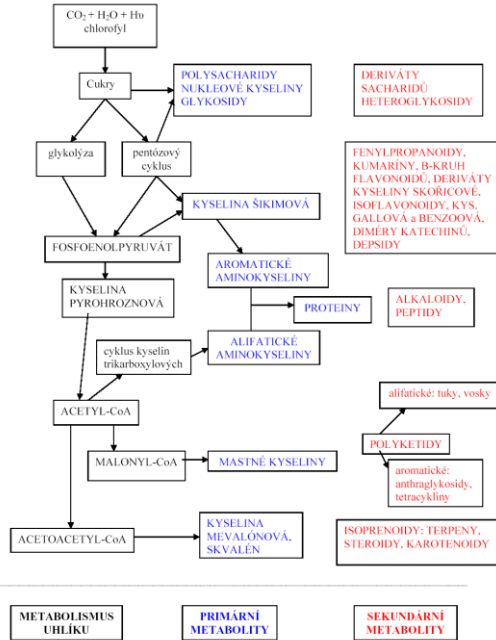 CO₂ + H₂O + Hυ
chlorofyl
Cukry
POLYSACHARIDY
NUKLEOVÉ KYSELINY
GLYKOSIDY
DERIVÁTY
SACHARIDŮ
HETEROGLYKOSIDY
glykolýza
pentózový
cyklus
FENYLPROPANOIDY,
KUMARÍNY, B-KRUH
FLAVONOIDŮ, DERIVÁTY
KYSELINY SKOŘICOVÉ,
ISOFLAVONOIDY, KYS.
GALLOVÁ a BENZOOVÁ,
DIMÉRY KATECHINŮ,
DEPSIDY
KYSELINA ŠIKIMOVÁ
FOSFOENOLPYRUVÁT
AROMATICKÉ
AMINOKYSELINY
KYSELINA
PYROHROZNOVÁ
PROTEINY
ALKALOIDY,
PEPTIDY
cyklus kyselin
trikarboxylových
ALIFATICKÉ
AMINOKYSELINY
alifatické: tuky, vosky
ACETYL-CoA
POLYKETIDY
MALONYL-CoA
MASTNÉ KYSELINY
aromatické:
anthraglykosidy,
tetracykliny
ACETOACETYL-CoA
KYSELINA
MEVALÓNOVÁ,
SKVALÉN
ISOPRENOIDY: TERPENY,
STEROIDY, KAROTENOIDY
METABOLISMUS
UHLÍKU
PRIMÁRNÍ
METABOLITY
SEKUNDÁRNÍ
METABOLITY